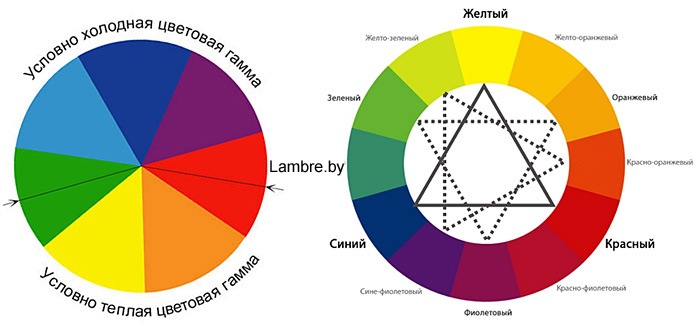 Условно холодная цветовая гамма
Условно теплая цветовая гамма
Lambre.by
Желтый
Желто-зеленый
Желто-оранжевый
Зеленый
Оранжевый
Красно-оранжевый
Синий
Красный
Сине-фиолетовый
Красно-фиолетовый
Фиолетовый